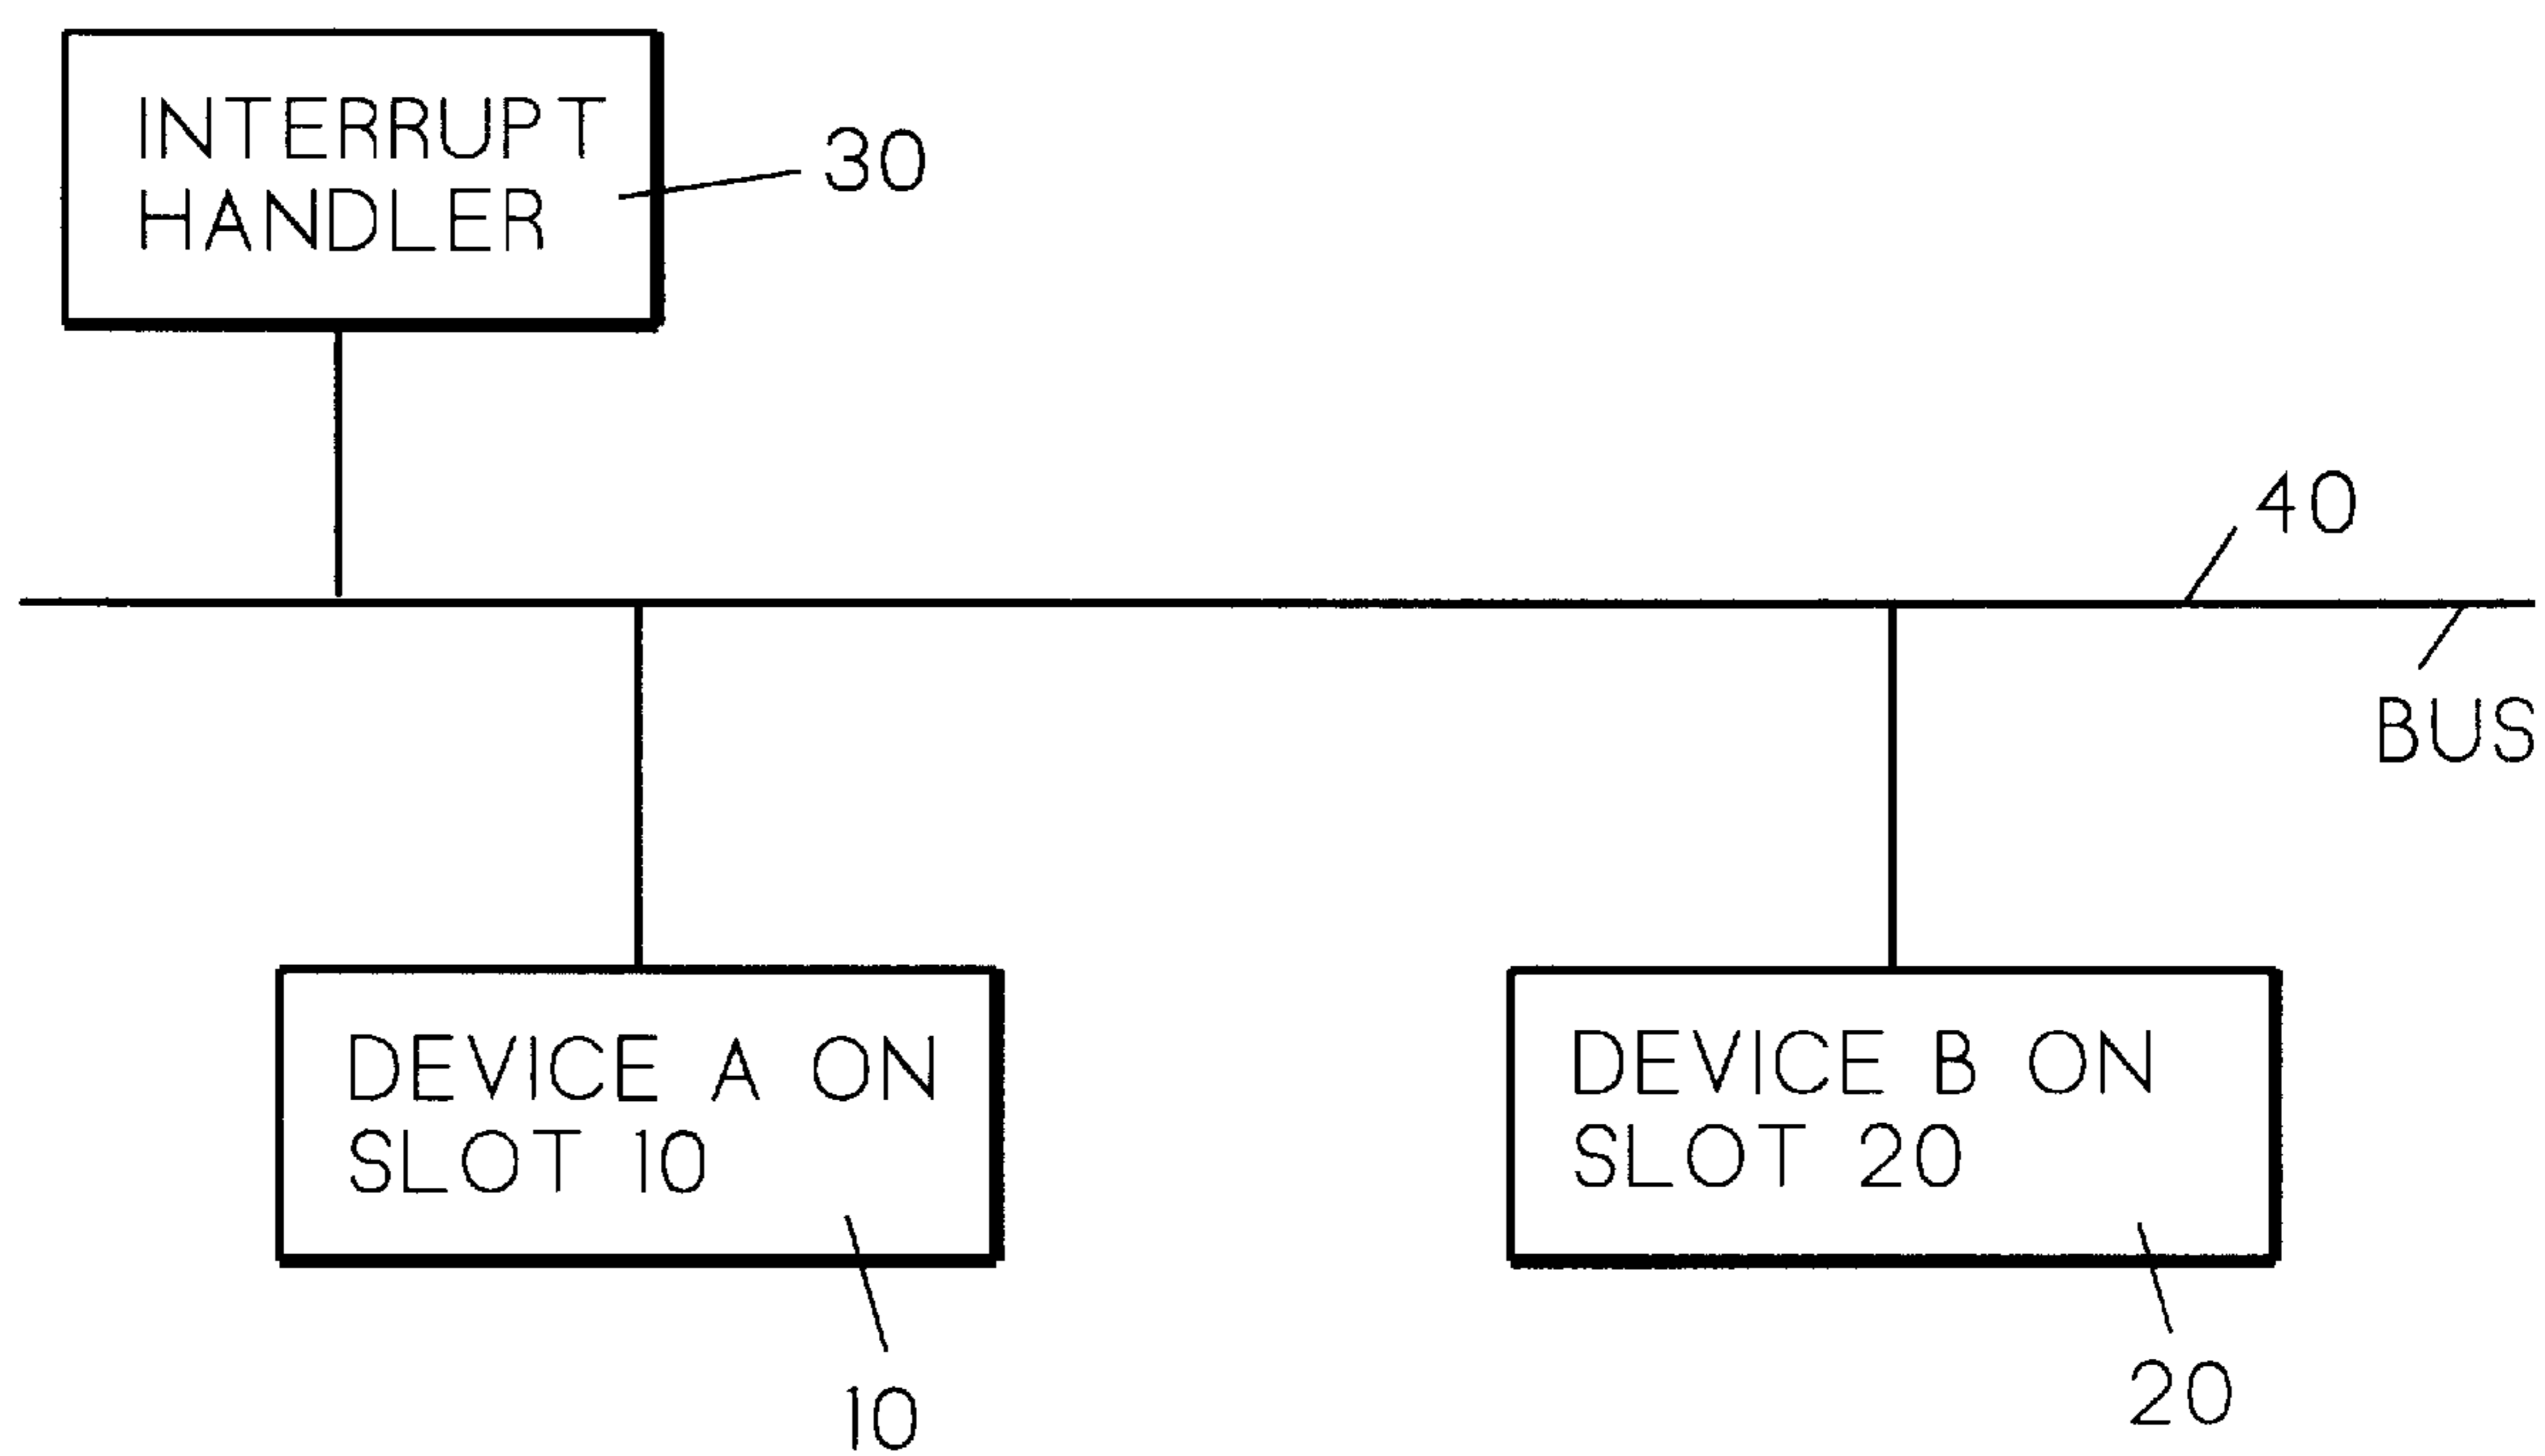 INTERRUPT
HANDLER
30
40
BUS
DEVICE A ON
SLOT 10
DEVICE B ON
SLOT 20
10
20